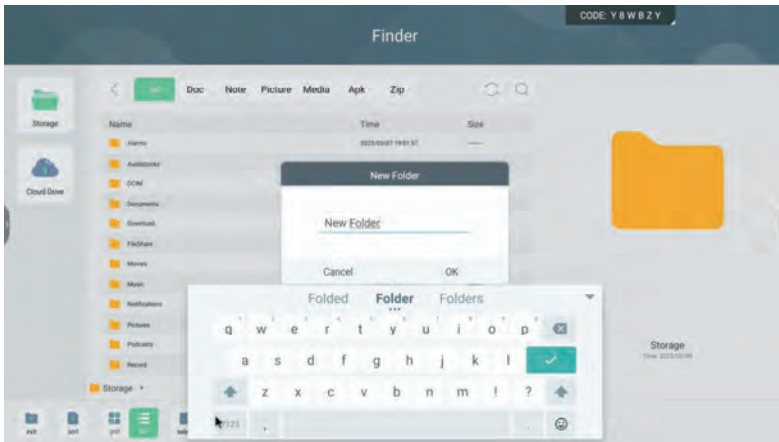 CODE: Y8WBZY
Finder
Doc Note Picture Media Apk Zip
Storage
Cloud Drive
Name Time Size
Alarms
Audiobooks
DCIM
Documents
Download
FileShare
Movies
Music
Notifications
Pictures
Podcasts
Record
New Folder
New Folder
Cancel OK
Folded Folder Folders
q w e r t y u i o p
a s d f g h j k l
z x c v b n m ! ?
?123 , .
Storage
Storage
exit sort grid